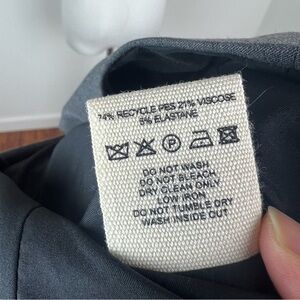 74% RECYCLE PES 21% VISCOSE
5% ELASTANE
P
DO NOT WASH
DO NOT BLEACH,
DRY CLEAN ONLY
LOW IRON,
DO NOT TUMBLE DRY
WASH INSIDE OUT